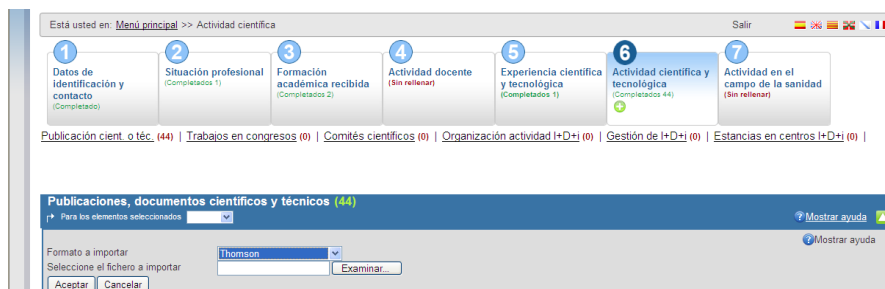 Está usted en: Menú principal >> Actividad científica
Salir
1
Datos de identificación y contacto
(Completado)
2
Situación profesional
(Completados 1)
3
Formación académica recibida
(Completados 2)
4
Actividad docente
(Sin rellenar)
5
Experiencia científica y tecnológica
(Completados 1)
6
Actividad científica y tecnológica
(Completados 44)
7
Actividad en el campo de la sanidad
(Sin rellenar)
Publicación cient. o téc. (44) | Trabajos en congresos (0) | Comités científicos (0) | Organización actividad I+D+i (0) | Gestión de I+D+i (0) | Estancias en centros I+D+i (0) |
Publicaciones, documentos científicos y técnicos (44)
Para los elementos seleccionados
Mostrar ayuda
Mostrar ayuda
Formato a importar Thomson
Seleccione el fichero a importar Examinar...
Aceptar Cancelar